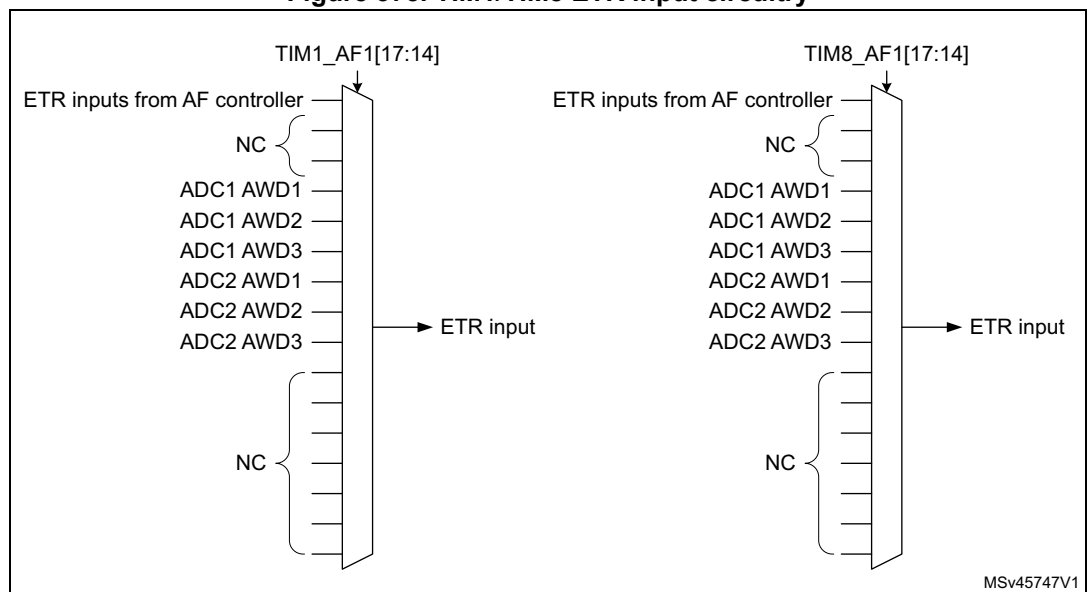 TIM1_AF1[17:14]
ETR inputs from AF controller
NC
ADC1 AWD1
ADC1 AWD2
ADC1 AWD3
ADC2 AWD1
ADC2 AWD2
ADC2 AWD3
NC
ETR input
TIM8_AF1[17:14]
ETR inputs from AF controller
NC
ADC1 AWD1
ADC1 AWD2
ADC1 AWD3
ADC2 AWD1
ADC2 AWD2
ADC2 AWD3
NC
ETR input
MSv45747V1